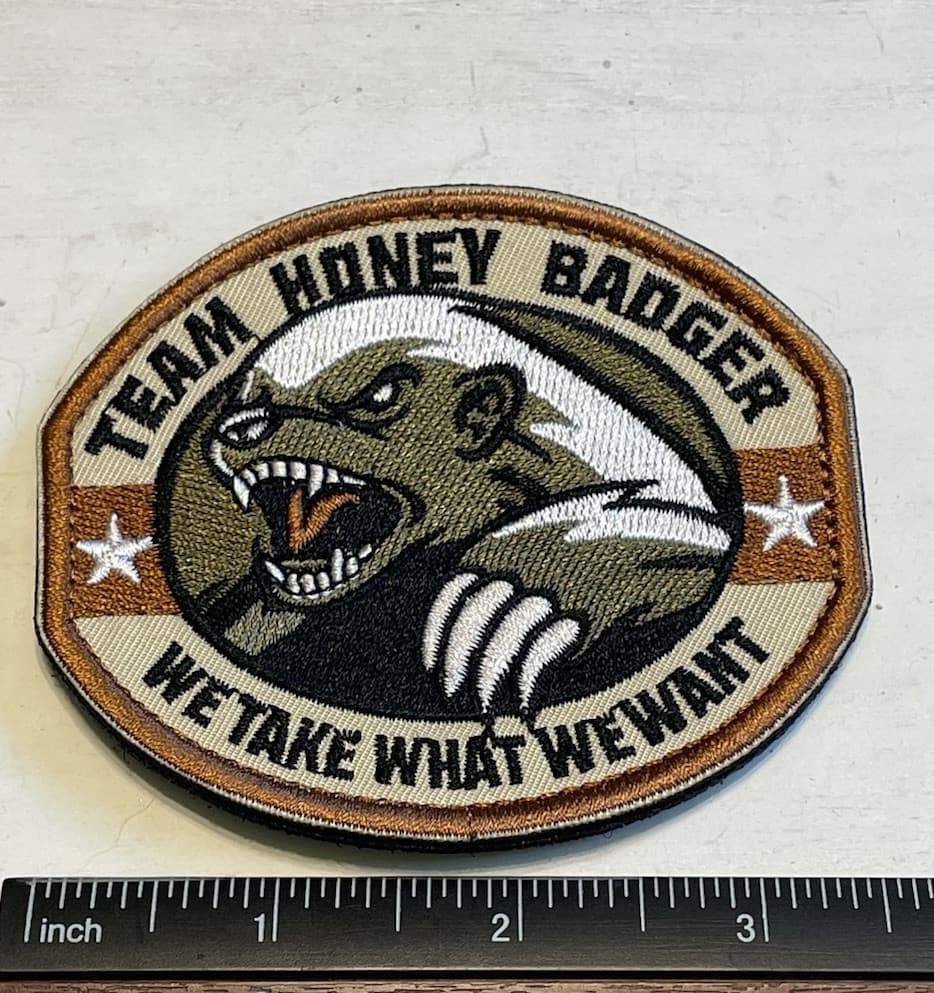 TEAM HONEY BADGER
WE TAKE WHAT WE WANT
inch 1 2 3